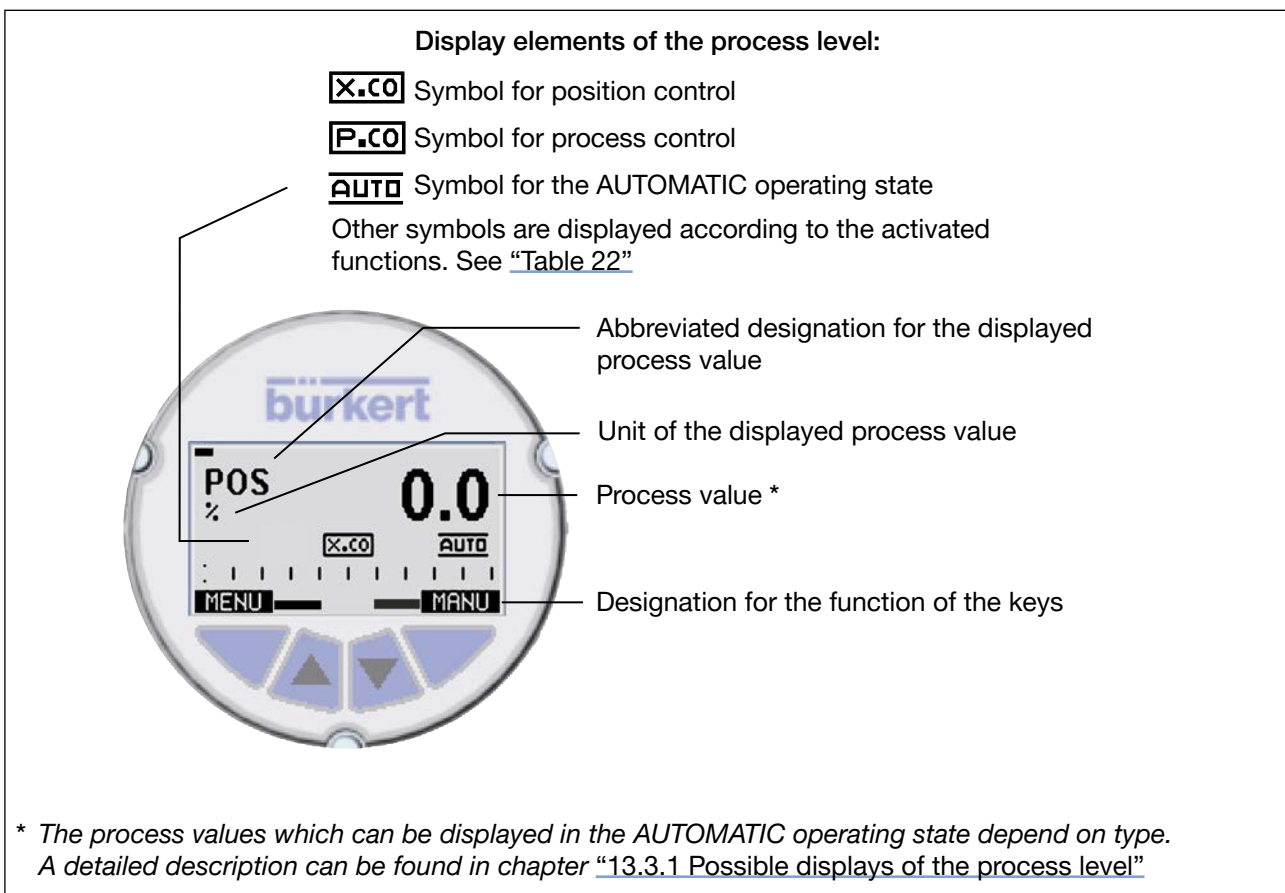 Display elements of the process level:
X.CO Symbol for position control
P.CO Symbol for process control
AUTO Symbol for the AUTOMATIC operating state
Other symbols are displayed according to the activated
functions. See “Table 22”
Abbreviated designation for the displayed
process value
bürkert
Unit of the displayed process value
POS
0.0
%
Process value *
X.CO AUTO
MENU MANU
Designation for the function of the keys
* The process values which can be displayed in the AUTOMATIC operating state depend on type.
A detailed description can be found in chapter “13.3.1 Possible displays of the process level”